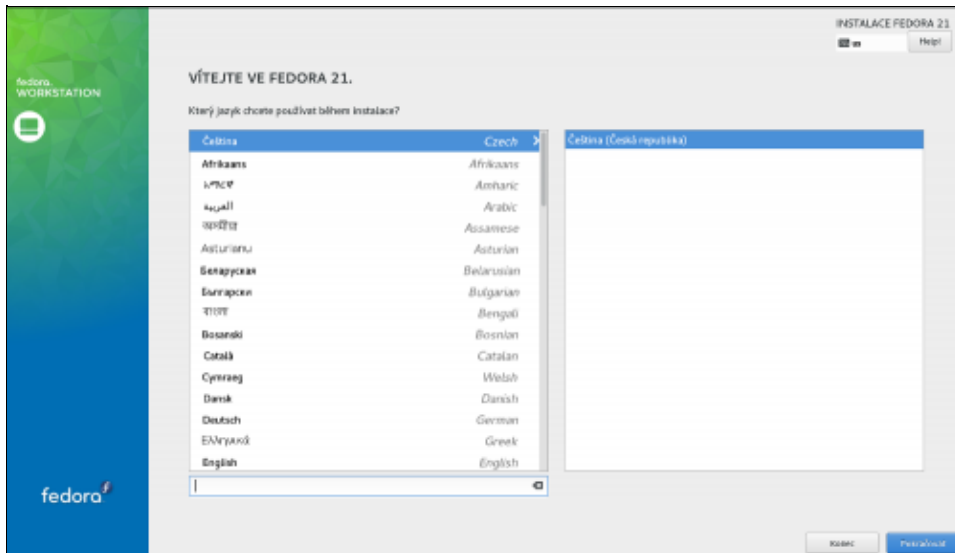 INSTALACE FEDORA 21
Help!
fedora
WORKSTATION
VÍTEJTE VE FEDORA 21.
Který jazyk chcete používat během instalace?
Čeština Czech
Čeština (Česká republika)
Afrikaans Afrikaans
አማርኛ Amharic
العربية Arabic
অসমীয়া Assamese
Asturianu Asturian
Беларуская Belarusian
Български Bulgarian
বাংলা Bengali
Bosanski Bosnian
Català Catalan
Cymraeg Welsh
Dansk Danish
Deutsch German
Ελληνικά Greek
English English
fedora
Konec
Pokračovat